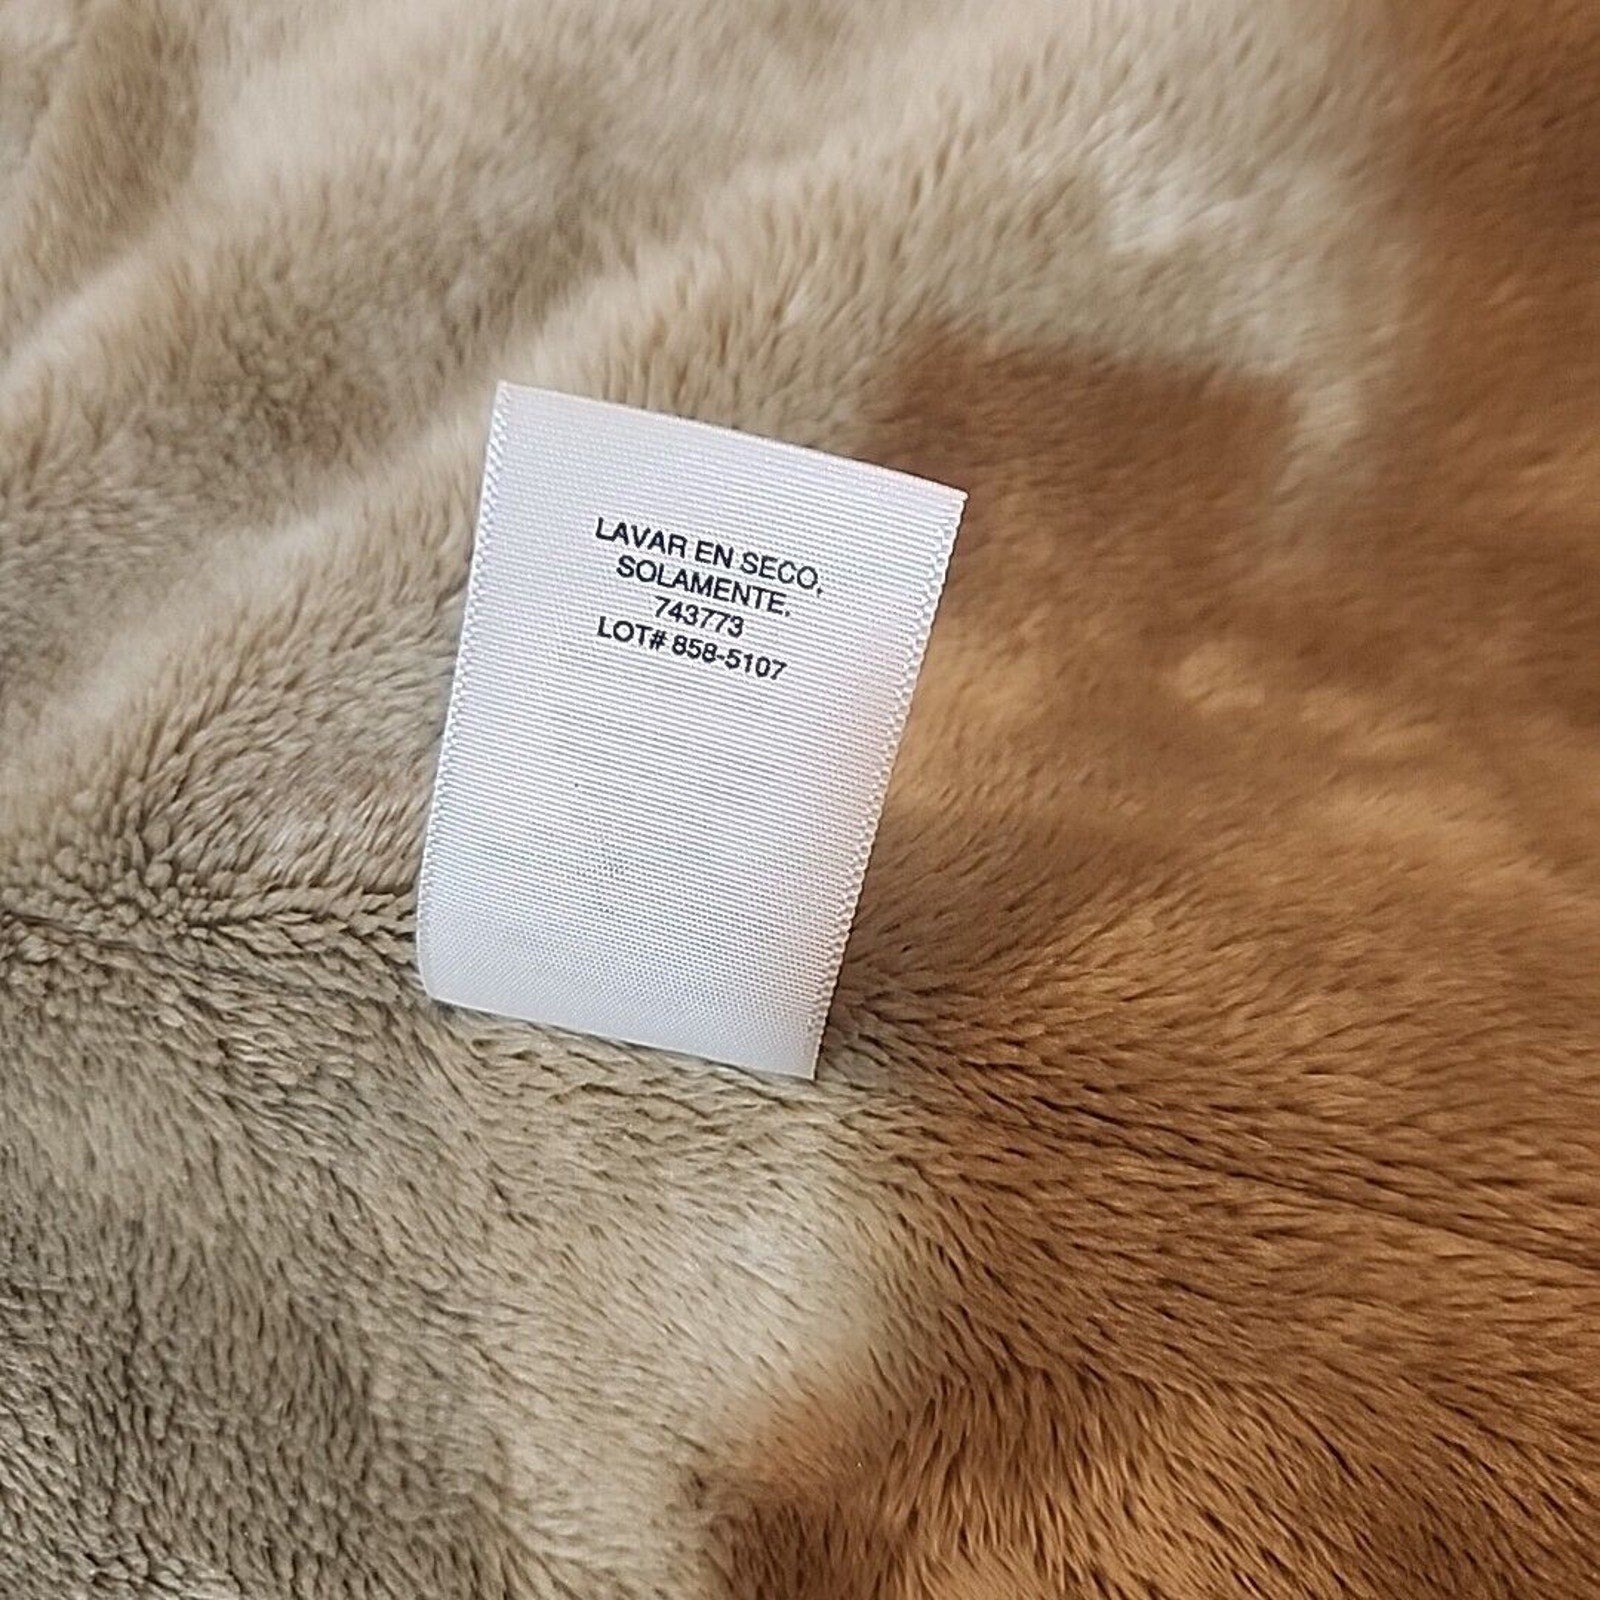 LAVAR EN SECO,
SOLAMENTE.
743773
LOT# 858-5107